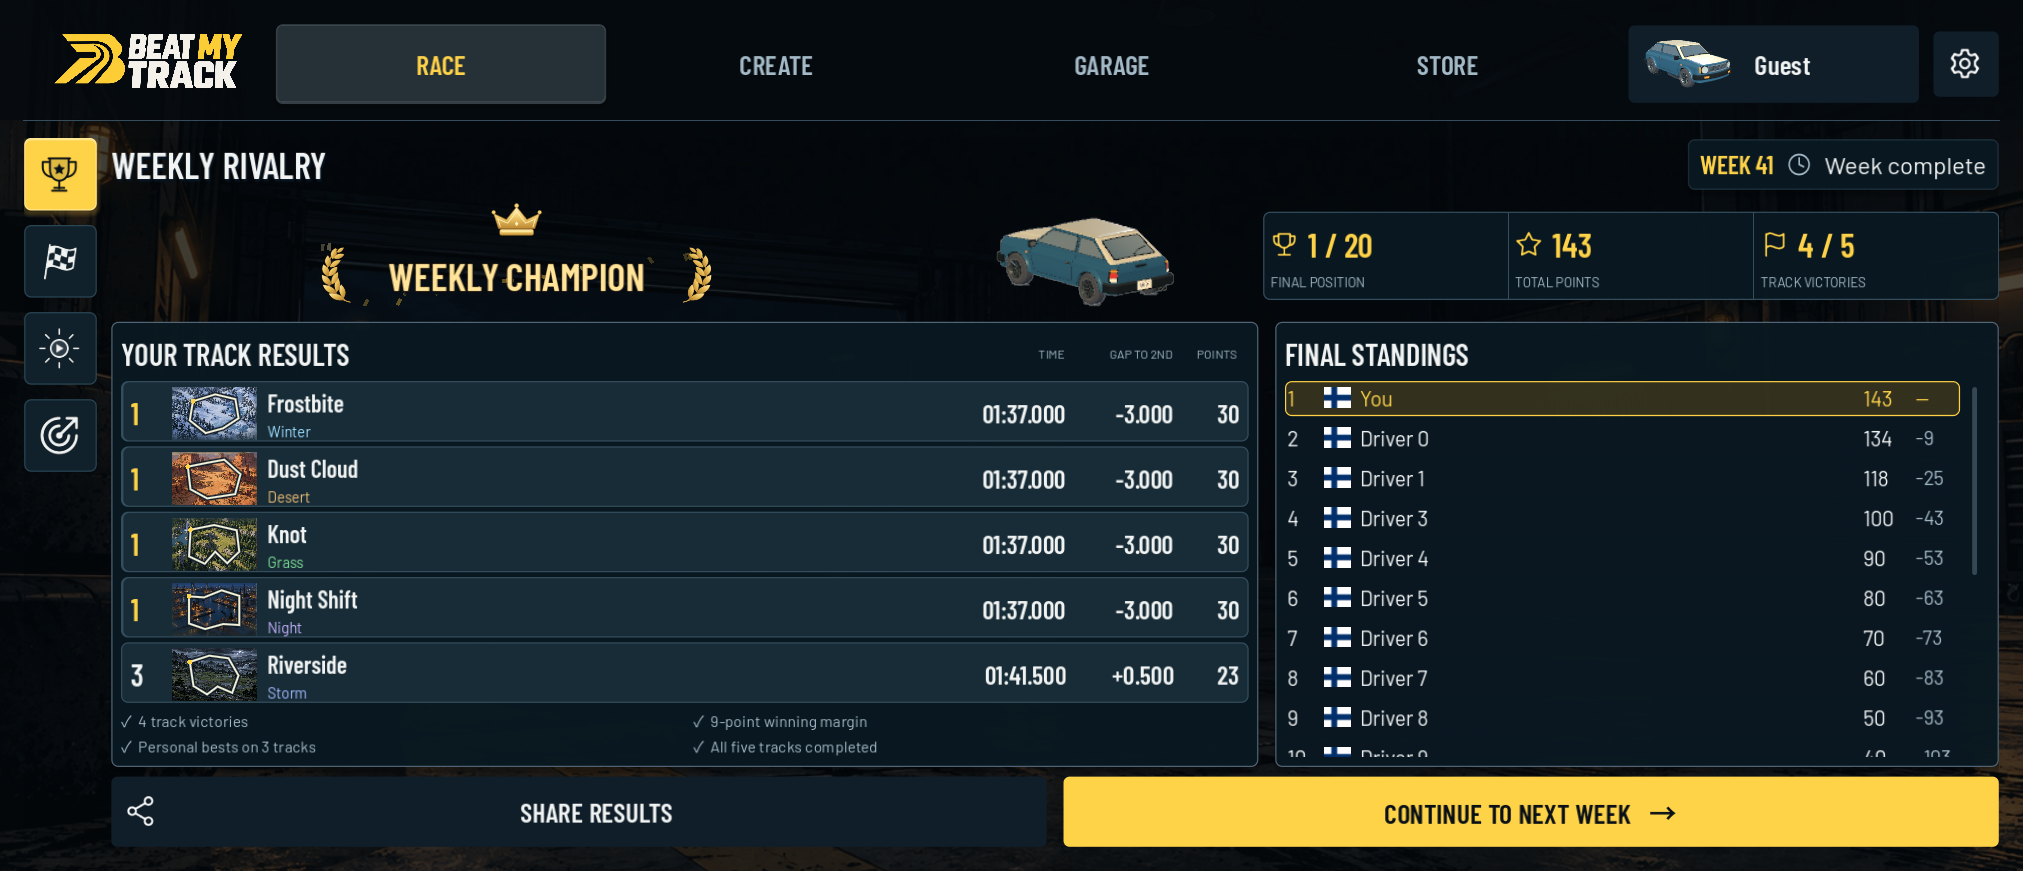 BEAT MY
TRACK
RACE
CREATE
GARAGE
STORE
Guest
WEEKLY RIVALRY
WEEK 41 Week complete
WEEKLY CHAMPION
1 / 20
FINAL POSITION
143
TOTAL POINTS
4 / 5
TRACK VICTORIES
YOUR TRACK RESULTS TIME GAP TO 2ND POINTS
1 Frostbite 01:37.000 -3.000 30
Winter
1 Dust Cloud 01:37.000 -3.000 30
Desert
1 Knot 01:37.000 -3.000 30
Grass
1 Night Shift 01:37.000 -3.000 30
Night
3 Riverside 01:41.500 +0.500 23
Storm
✓ 4 track victories
✓ 9-point winning margin
✓ Personal bests on 3 tracks
✓ All five tracks completed
FINAL STANDINGS
1 You 143 –
2 Driver 0 134 -9
3 Driver 1 118 -25
4 Driver 3 100 -43
5 Driver 4 90 -53
6 Driver 5 80 -63
7 Driver 6 70 -73
8 Driver 7 60 -83
9 Driver 8 50 -93
10 Driver 9 40 -103
SHARE RESULTS
CONTINUE TO NEXT WEEK →